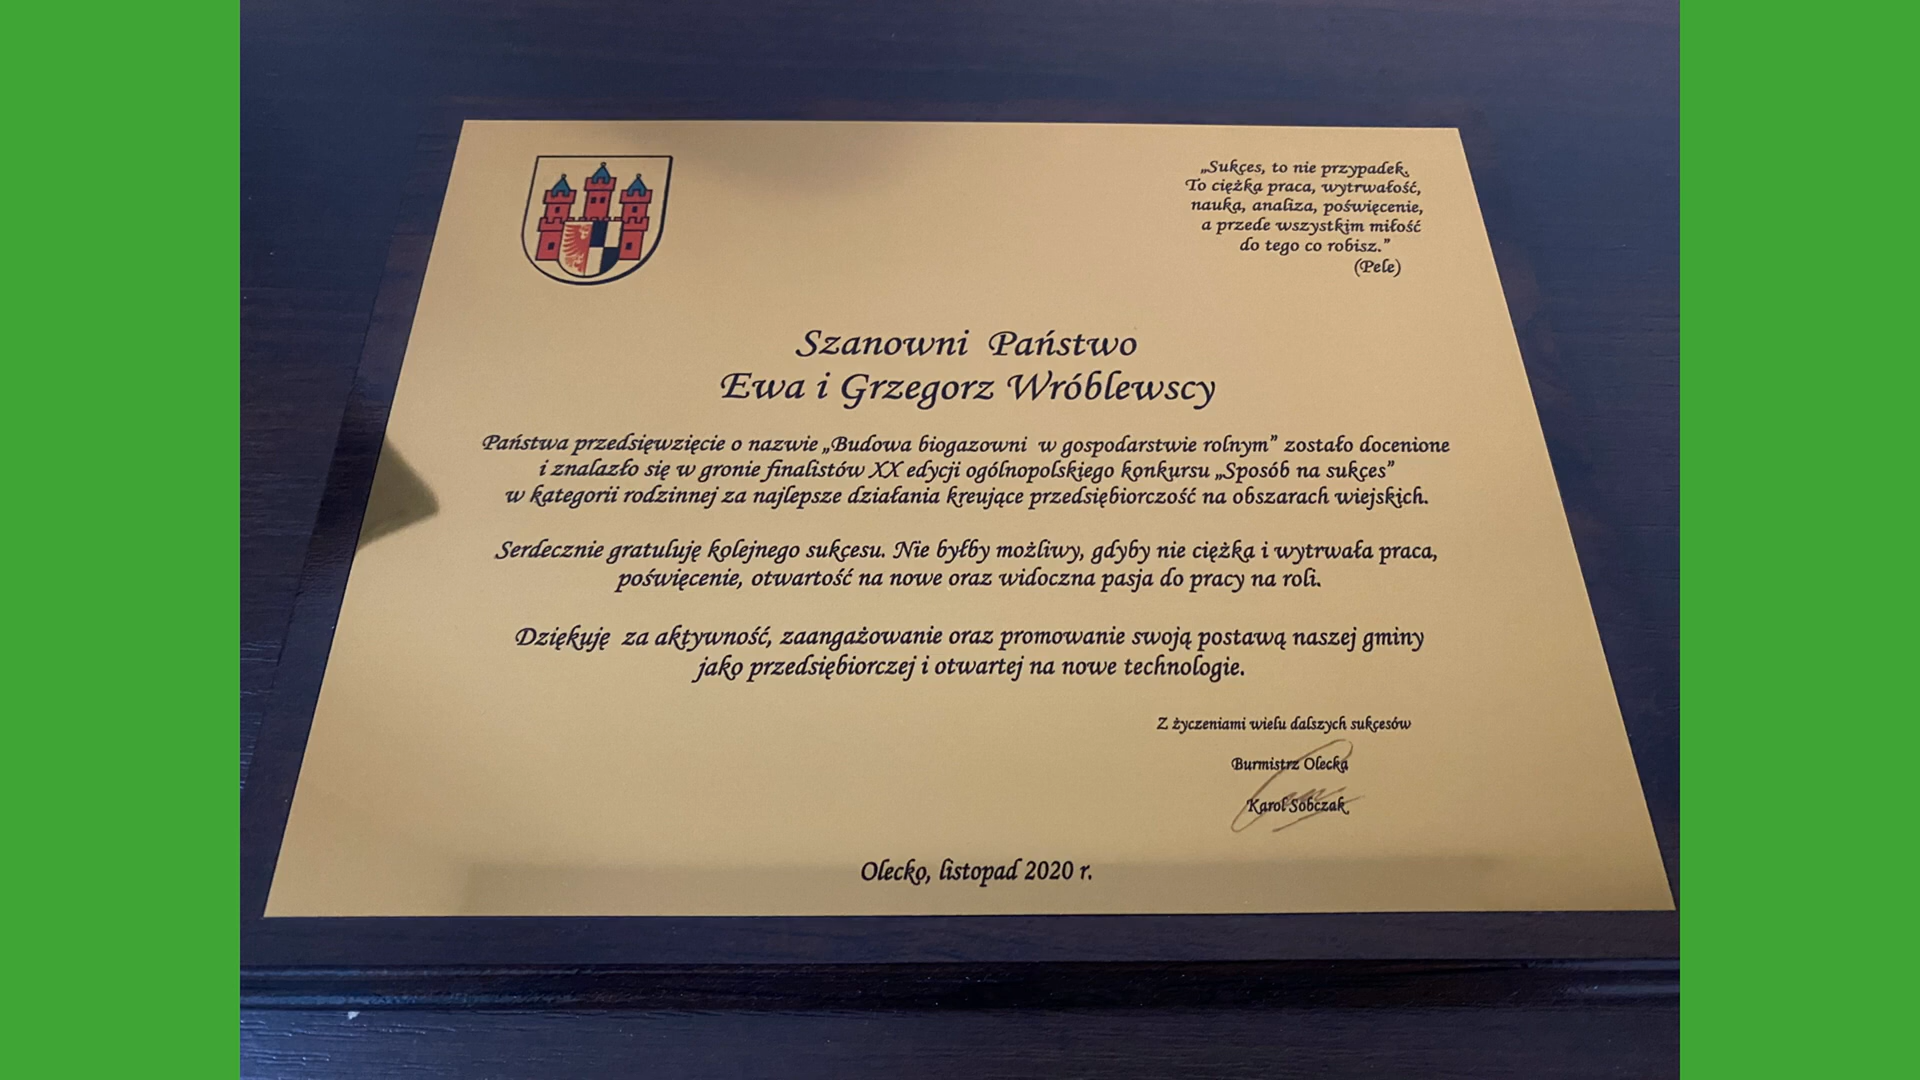 „Sukces, to nie przypadek.
To ciężka praca, wytrwałość,
nauka, analiza, poświęcenie,
a przede wszystkim miłość
do tego co robisz.”
(Pele)
Szanowni Państwo
Ewa i Grzegorz Wróblewscy
Państwa przedsięwzięcie o nazwie „Budowa biogazowni w gospodarstwie rolnym” zostało docenione
i znalazło się w gronie finalistów XX edycji ogólnopolskiego konkursu „Sposób na sukces”
w kategorii rodzinnej za najlepsze działania kreujące przedsiębiorczość na obszarach wiejskich.
Serdecznie gratuluję kolejnego sukcesu. Nie byłby możliwy, gdyby nie ciężka i wytrwała praca,
poświęcenie, otwartość na nowe oraz widoczna pasja do pracy na roli.
Dziękuję za aktywność, zaangażowanie oraz promowanie swoją postawą naszej gminy
jako przedsiębiorczej i otwartej na nowe technologie.
Z życzeniami wielu dalszych sukcesów
Burmistrz Olecka
Karol Sobczak
Olecko, listopad 2020 r.